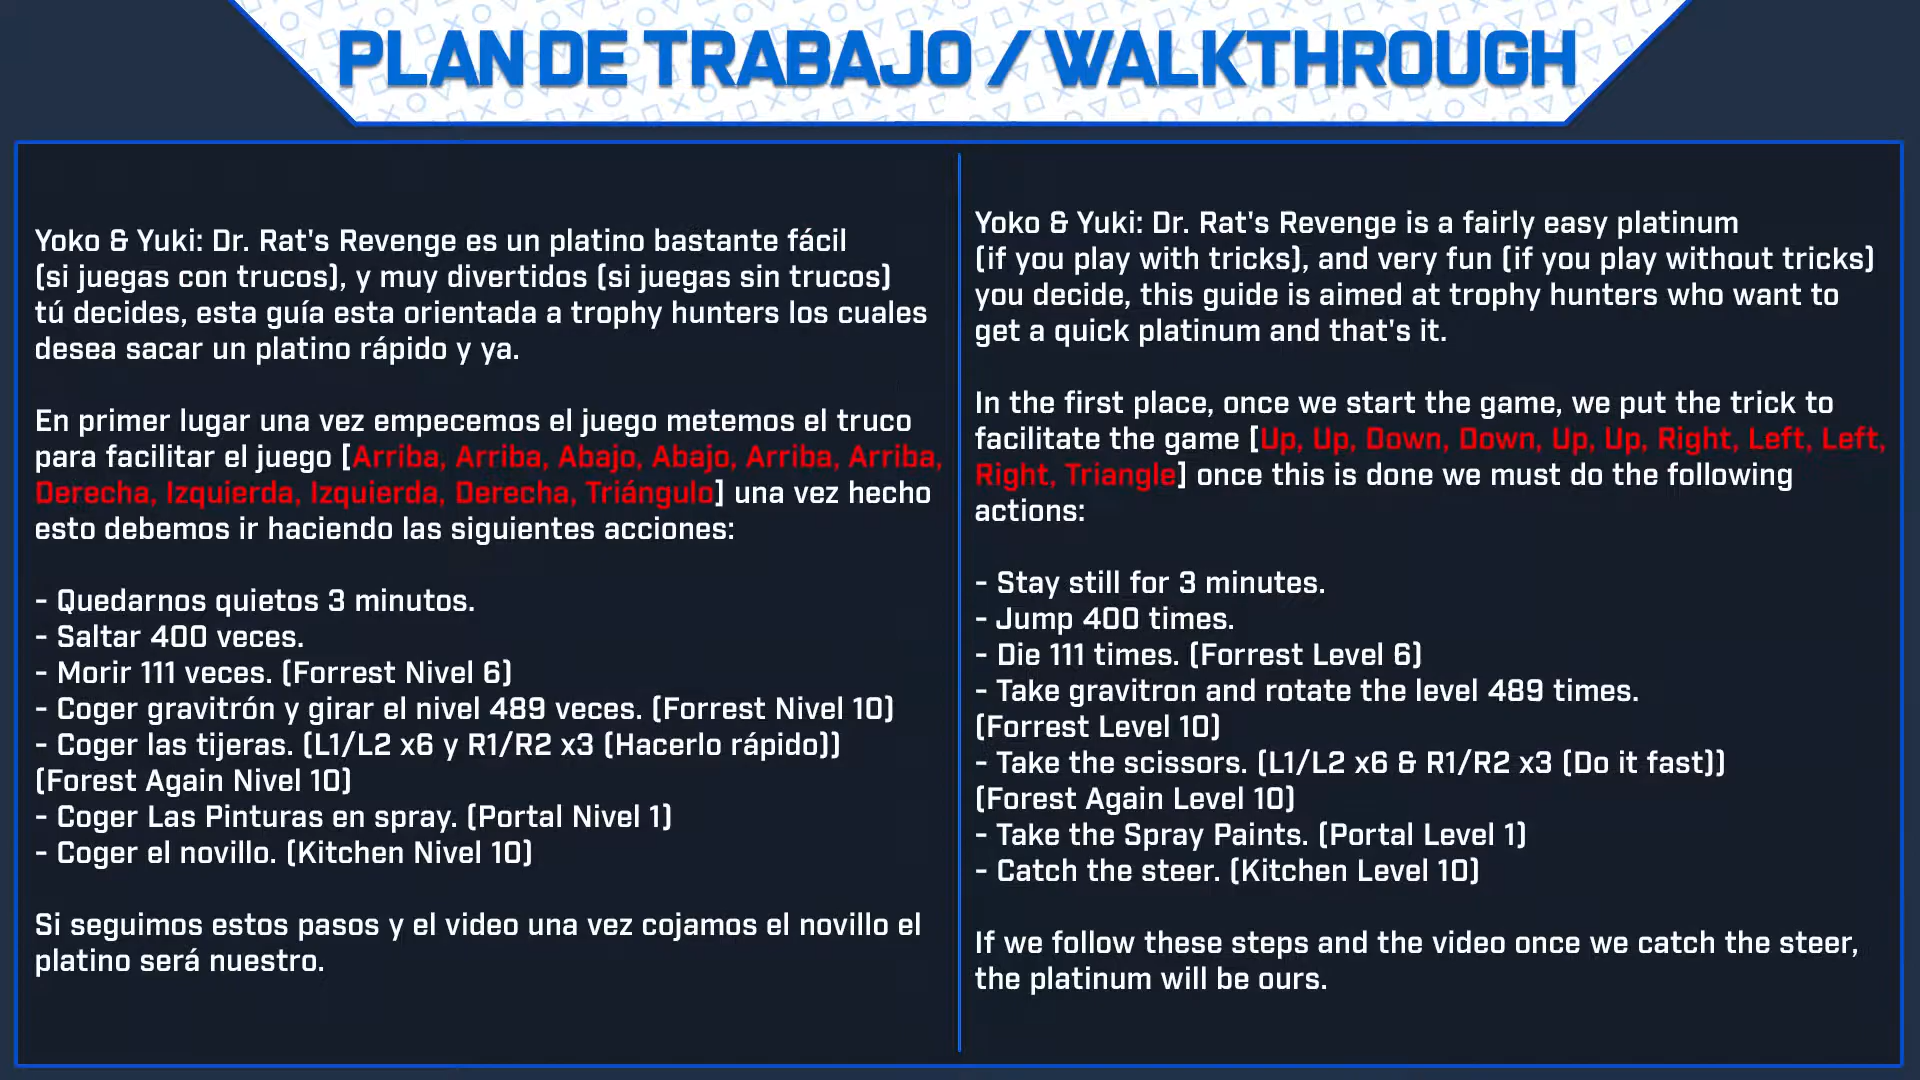 PLAN DE TRABAJO / WALKTHROUGH
Yoko & Yuki: Dr. Rat's Revenge es un platino bastante fácil
(si juegas con trucos), y muy divertidos (si juegas sin trucos)
tú decides, esta guía esta orientada a trophy hunters los cuales
desea sacar un platino rápido y ya.
En primer lugar una vez empecemos el juego metemos el truco
para facilitar el juego [Arriba, Arriba, Abajo, Abajo, Arriba, Arriba,
Derecha, Izquierda, Izquierda, Derecha, Triángulo] una vez hecho
esto debemos ir haciendo las siguientes acciones:
- Quedarnos quietos 3 minutos.
- Saltar 400 veces.
- Morir 111 veces. (Forrest Nivel 6)
- Coger gravitrón y girar el nivel 489 veces. (Forrest Nivel 10)
- Coger las tijeras. (L1/L2 x6 y R1/R2 x3 (Hacerlo rápido))
(Forest Again Nivel 10)
- Coger Las Pinturas en spray. (Portal Nivel 1)
- Coger el novillo. (Kitchen Nivel 10)
Si seguimos estos pasos y el video una vez cojamos el novillo el
platino será nuestro.
Yoko & Yuki: Dr. Rat's Revenge is a fairly easy platinum
(if you play with tricks), and very fun (if you play without tricks)
you decide, this guide is aimed at trophy hunters who want to
get a quick platinum and that's it.
In the first place, once we start the game, we put the trick to
facilitate the game [Up, Up, Down, Down, Up, Up, Right, Left, Left,
Right, Triangle] once this is done we must do the following
actions:
- Stay still for 3 minutes.
- Jump 400 times.
- Die 111 times. (Forrest Level 6)
- Take gravitron and rotate the level 489 times.
(Forrest Level 10)
- Take the scissors. (L1/L2 x6 & R1/R2 x3 (Do it fast))
(Forest Again Level 10)
- Take the Spray Paints. (Portal Level 1)
- Catch the steer. (Kitchen Level 10)
If we follow these steps and the video once we catch the steer,
the platinum will be ours.